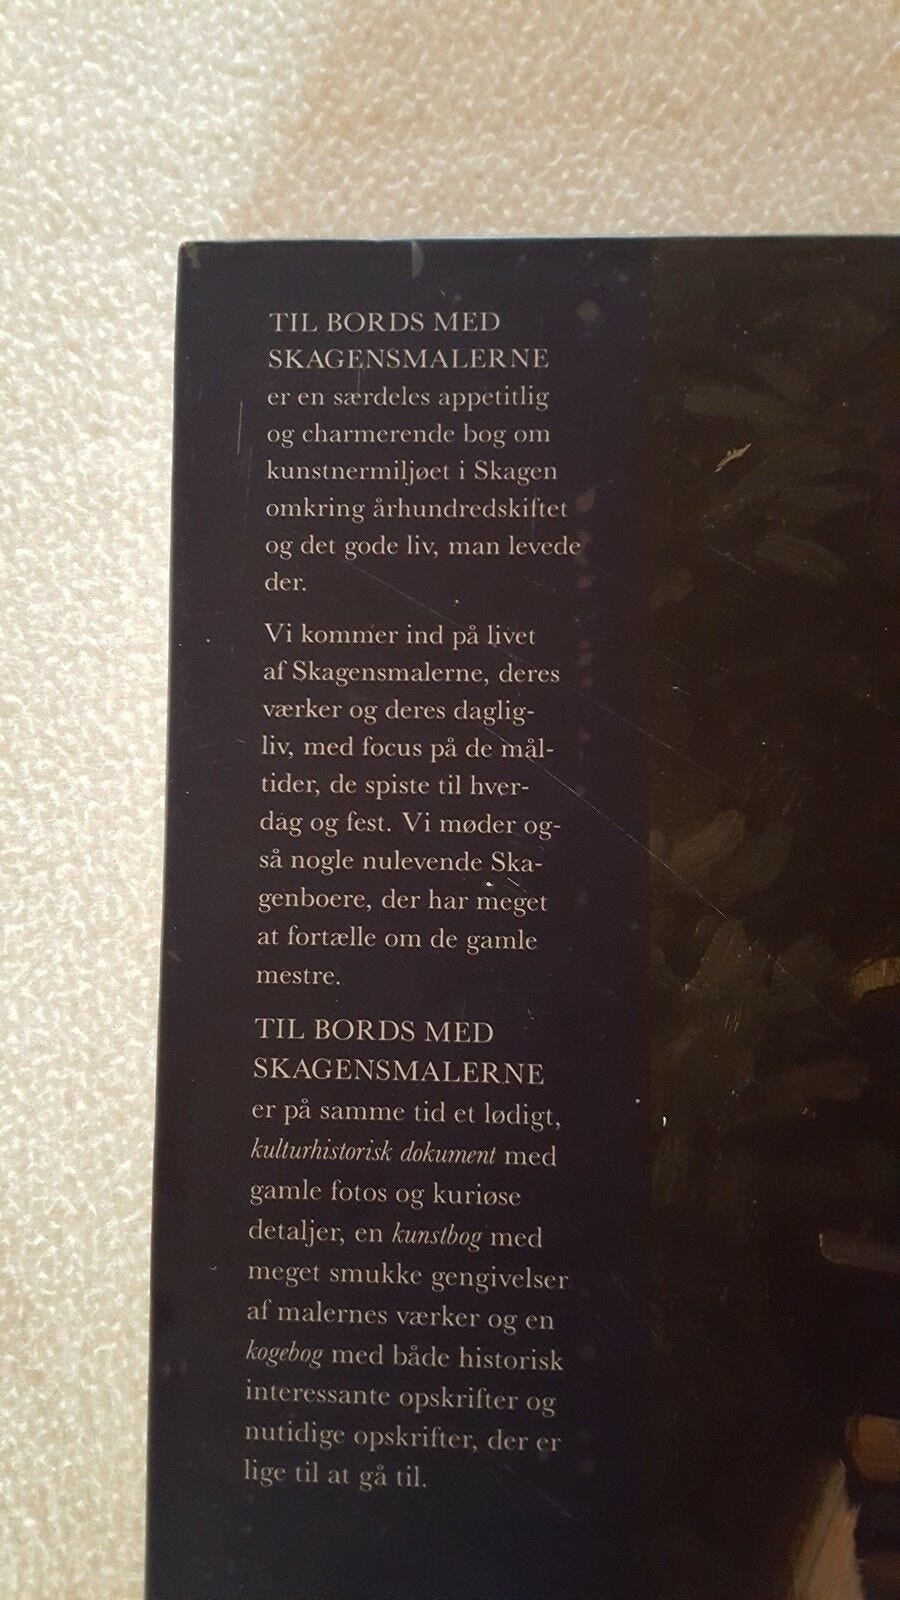 TIL BORDS MED
SKAGENSMALERNE
er en særdeles appetitlig
og charmerende bog om
kunstnermiljøet i Skagen
omkring århundredskiftet
og det gode liv, man levede
der.
Vi kommer ind på livet
af Skagensmalerne, deres
værker og deres daglig-
liv, med focus på de mål-
tider, de spiste til hver-
dag og fest. Vi møder og-
så nogle nulevende Ska-
genboere, der har meget
at fortælle om de gamle
mestre.
TIL BORDS MED
SKAGENSMALERNE
er på samme tid et lødigt,
kulturhistorisk dokument med
gamle fotos og kuriøse
detaljer, en kunstbog med
meget smukke gengivelser
af malernes værker og en
kogebog med både historisk
interessante opskrifter og
nutidige opskrifter, der er
lige til at gå til.